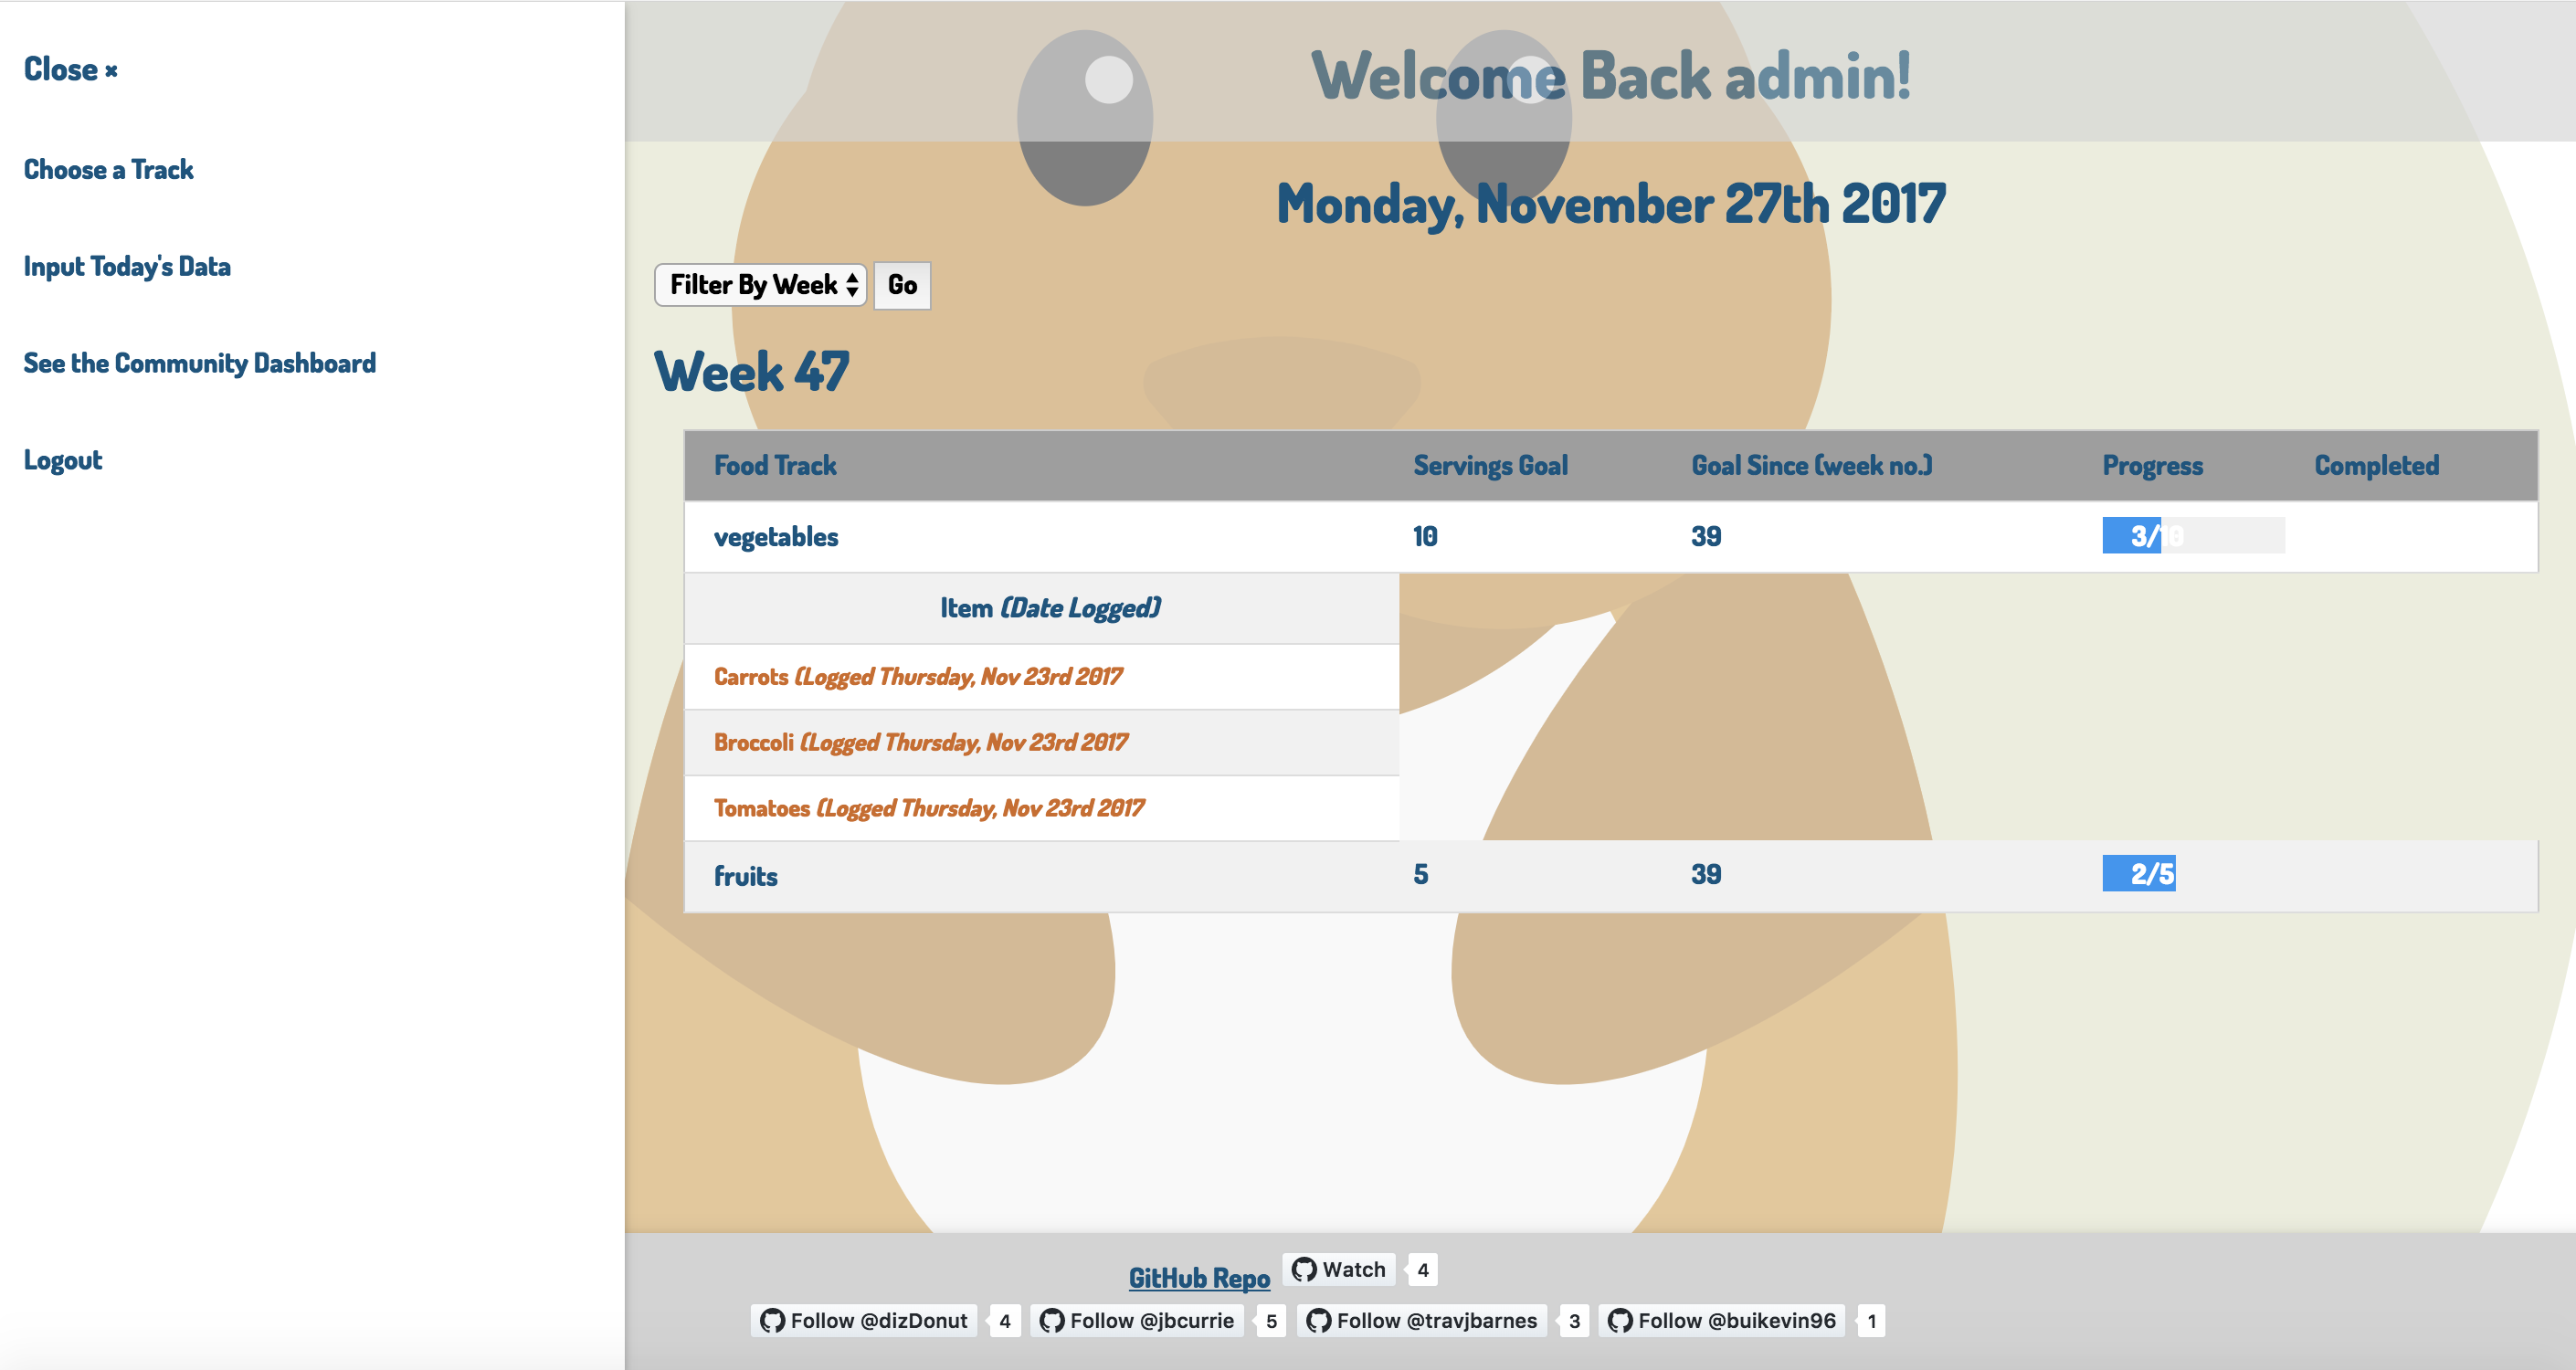 Close ×
Choose a Track
Input Today's Data
See the Community Dashboard
Logout
Welcome Back admin!
Monday, November 27th 2017
Filter By Week Go
Week 47
Food Track Servings Goal Goal Since (week no.) Progress Completed
vegetables 10 39 3/10
Item (Date Logged)
Carrots (Logged Thursday, Nov 23rd 2017
Broccoli (Logged Thursday, Nov 23rd 2017
Tomatoes (Logged Thursday, Nov 23rd 2017
fruits 5 39 2/5
GitHub Repo Watch 4
Follow @dizDonut 4 Follow @jbcurrie 5 Follow @travjbarnes 3 Follow @buikevin96 1